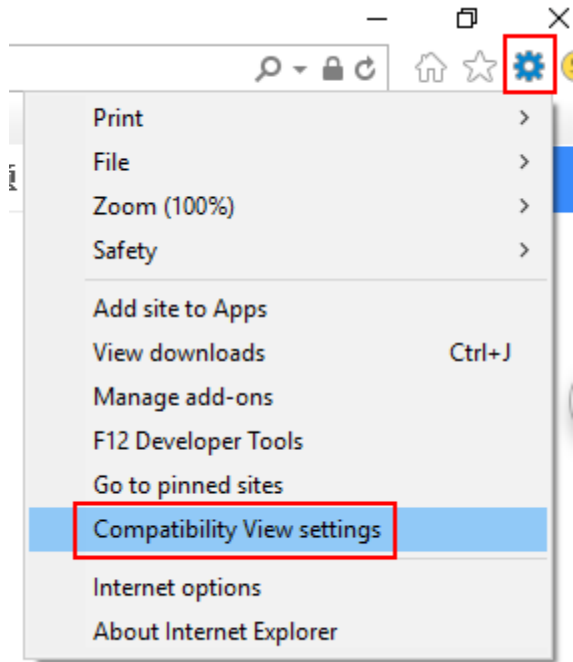 Print
File
Zoom (100%)
Safety
Add site to Apps
View downloads Ctrl+J
Manage add-ons
F12 Developer Tools
Go to pinned sites
Compatibility View settings
Internet options
About Internet Explorer